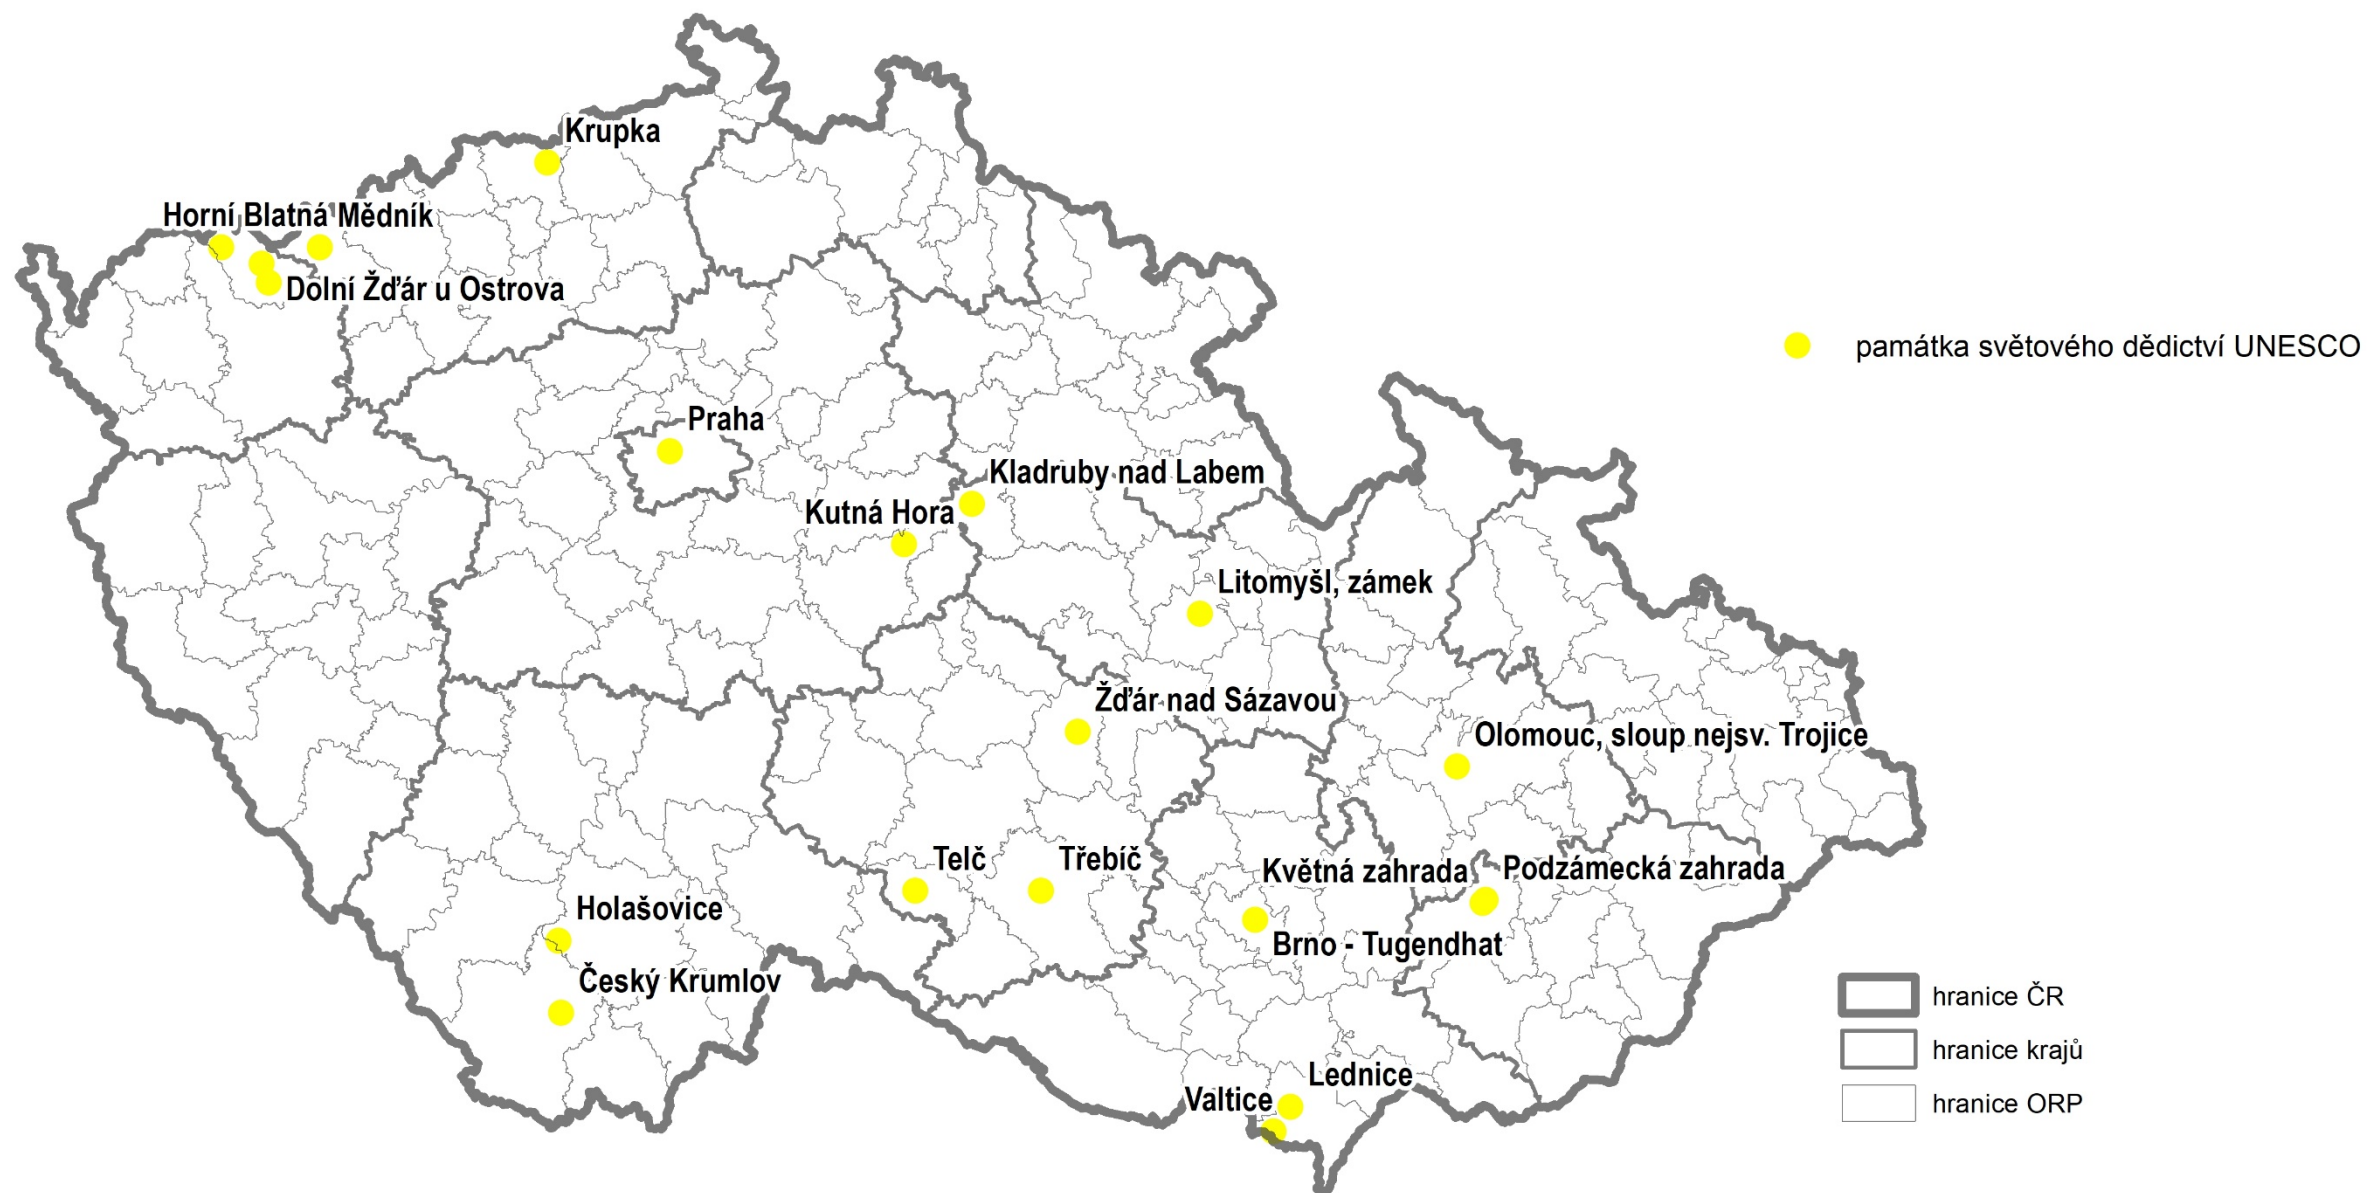 Krupka
Horní Blatná
Mědník
Dolní Žďár u Ostrova
památka světového dědictví UNESCO
Praha
Kladruby nad Labem
Kutná Hora
Litomyšl, zámek
Žďár nad Sázavou
Olomouc, sloup nejsv. Trojice
Telč
Třebíč
Květná zahrada
Podzámecká zahrada
Holašovice
Brno - Tugendhat
Český Krumlov
hranice ČR
hranice krajů
Lednice
Valtice
hranice ORP